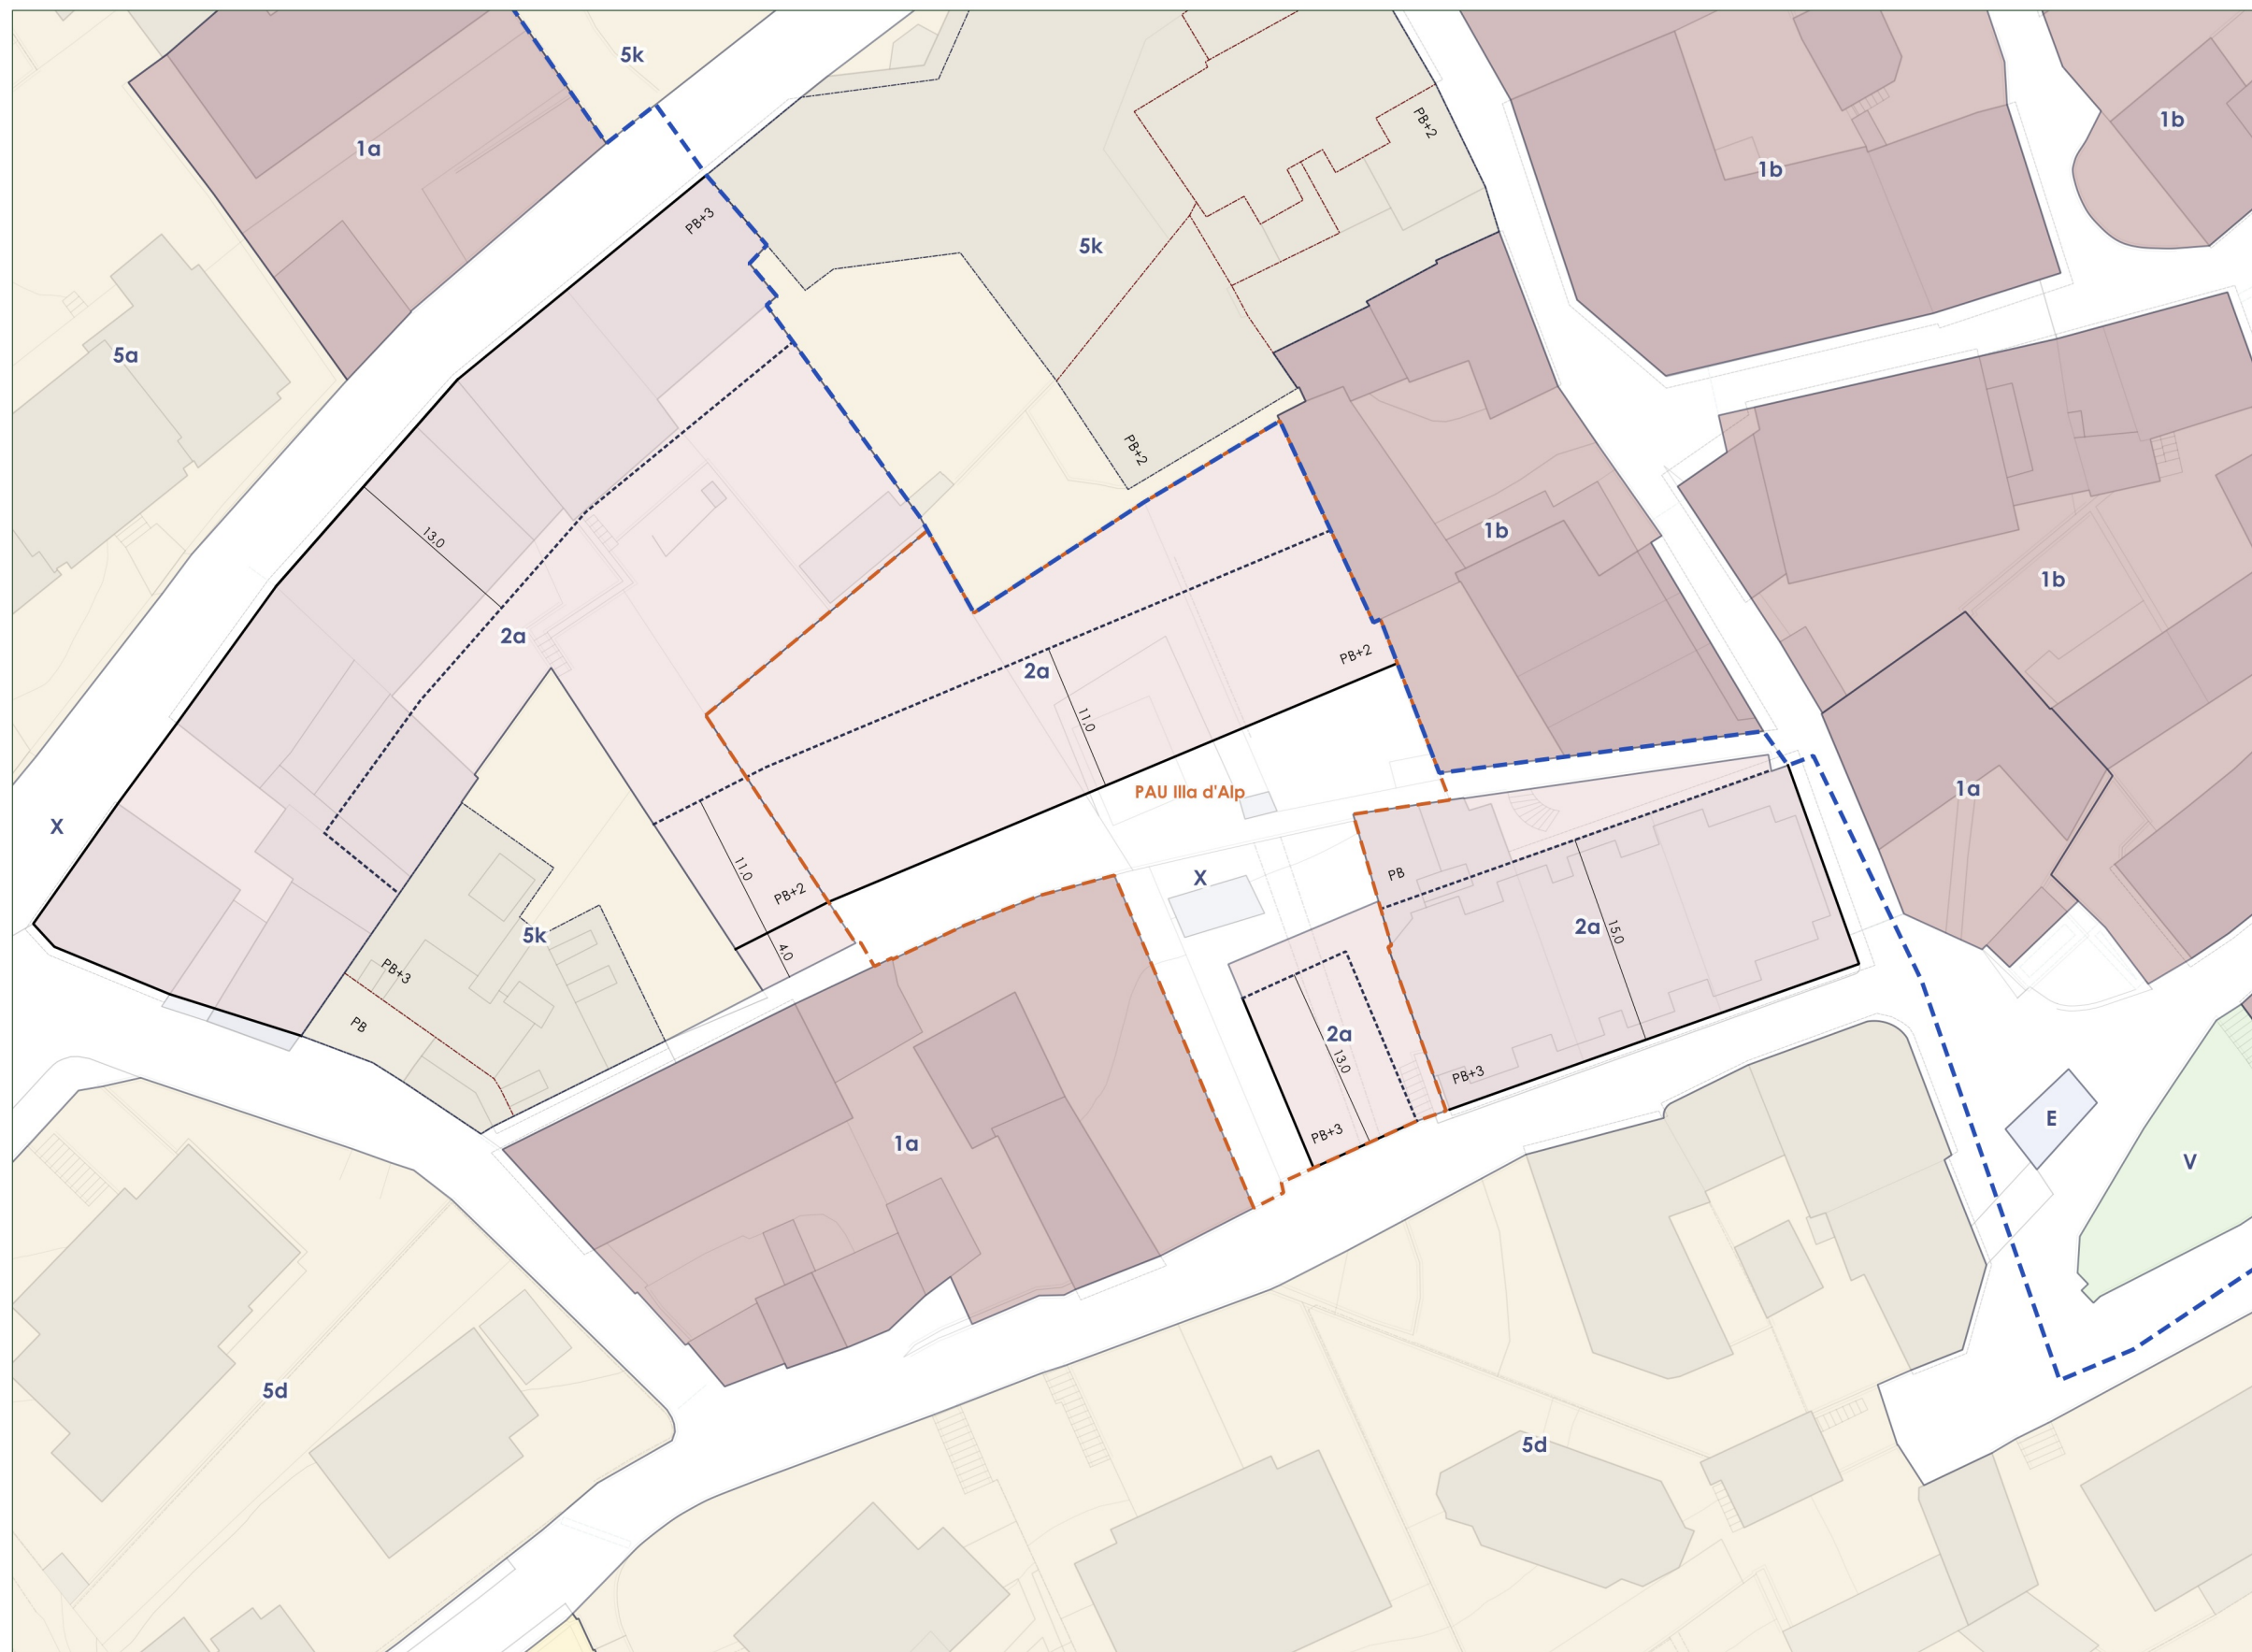 5k
1a
1b
1b
PB+2
PB+3
5k
5a
PB+2
13,0
1b
1b
2a
2a
PB+2
11,0
1a
PAU Illa d'Alp
X
11,0
PB
X
PB+2
2a
15,0
5k
4,0
PB+3
PB
2a
13,0
PB+3
PB+3
E
1a
V
5d
5d